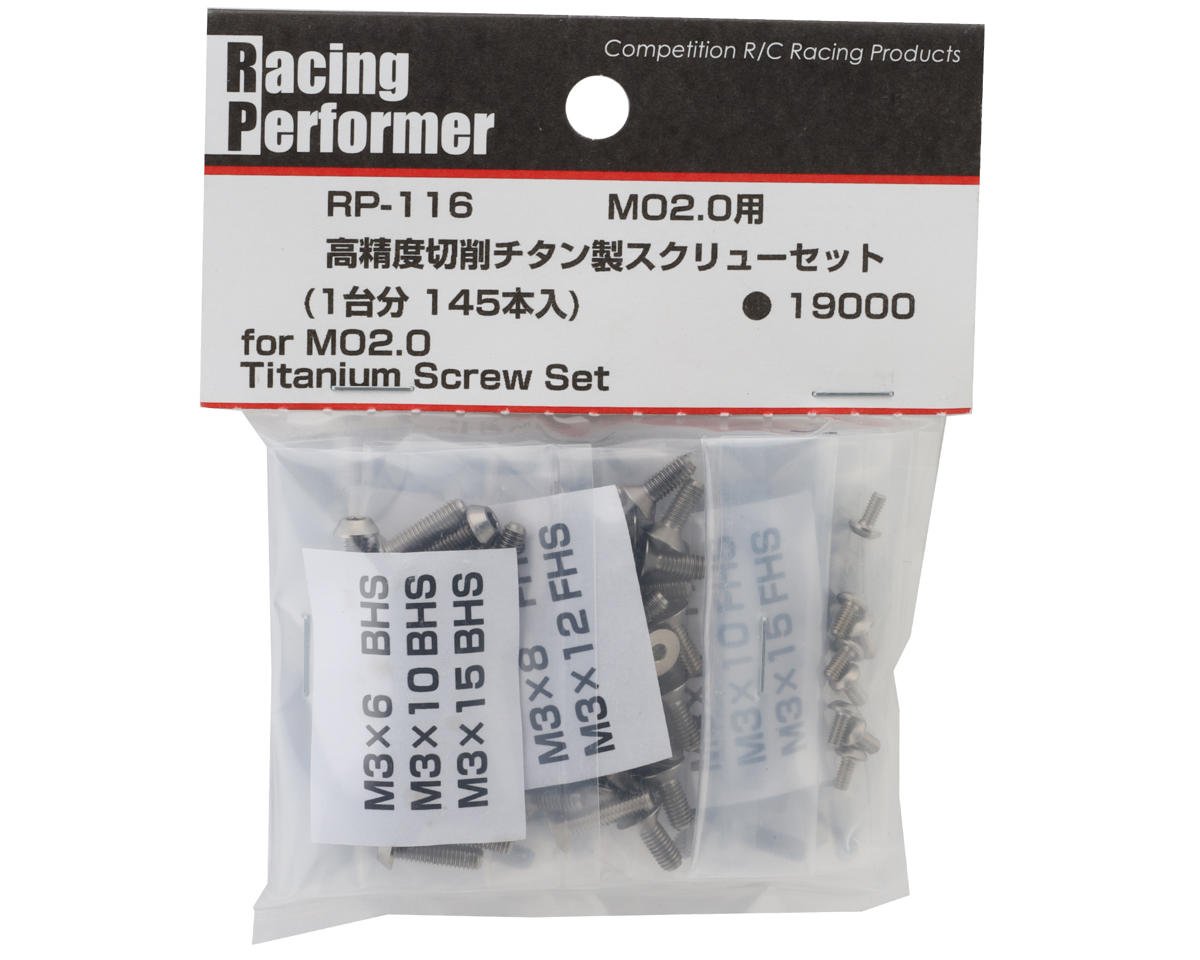 Racing
Performer
Competition R/C Racing Products
RP-116 MO2.0用
高精度切削チタン製スクリューセット
(1台分 145本入) ● 19000
for MO2.0
Titanium Screw Set
M3×6 BHS
M3×10 BHS
M3×15 BHS
M3×8 FHS
M3×12 FHS
M3×10 FHS
M3×15 FHS